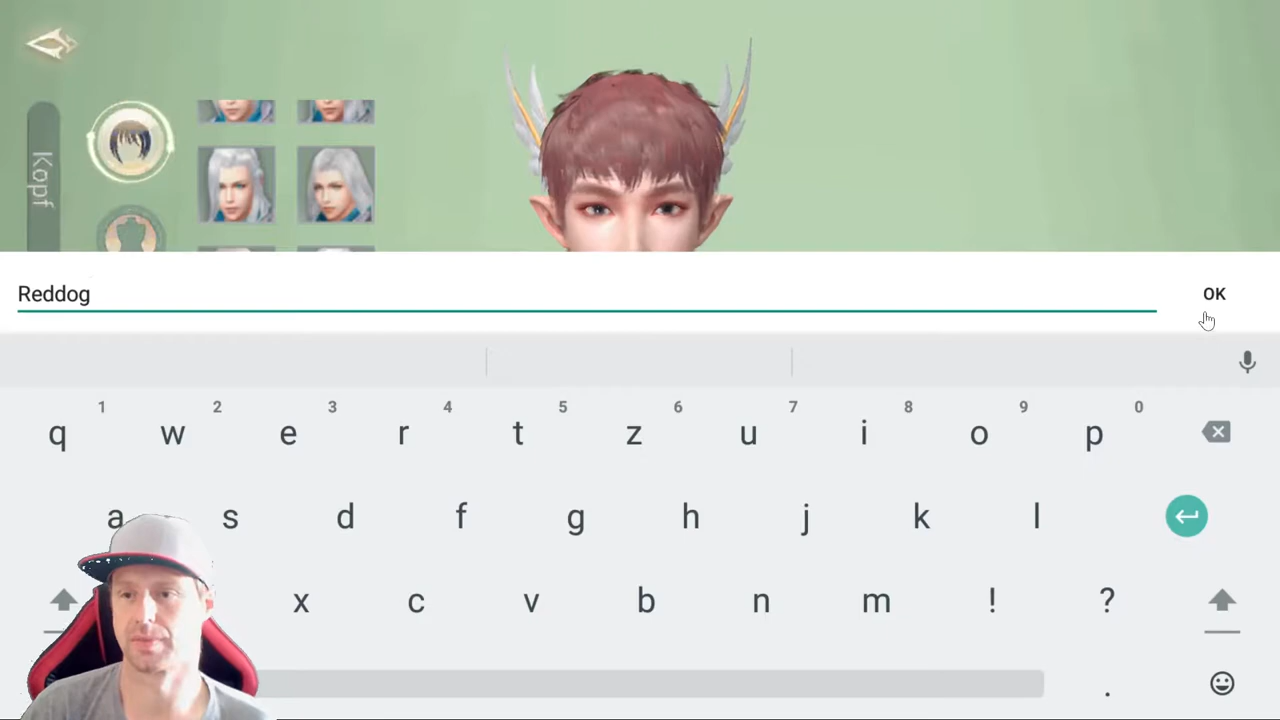 Kopf
Reddog
OK
1 2 3 4 5 6 7 8 9 0
q w e r t z u i o p
a s d f g h j k l
x c v b n m ! ?
.